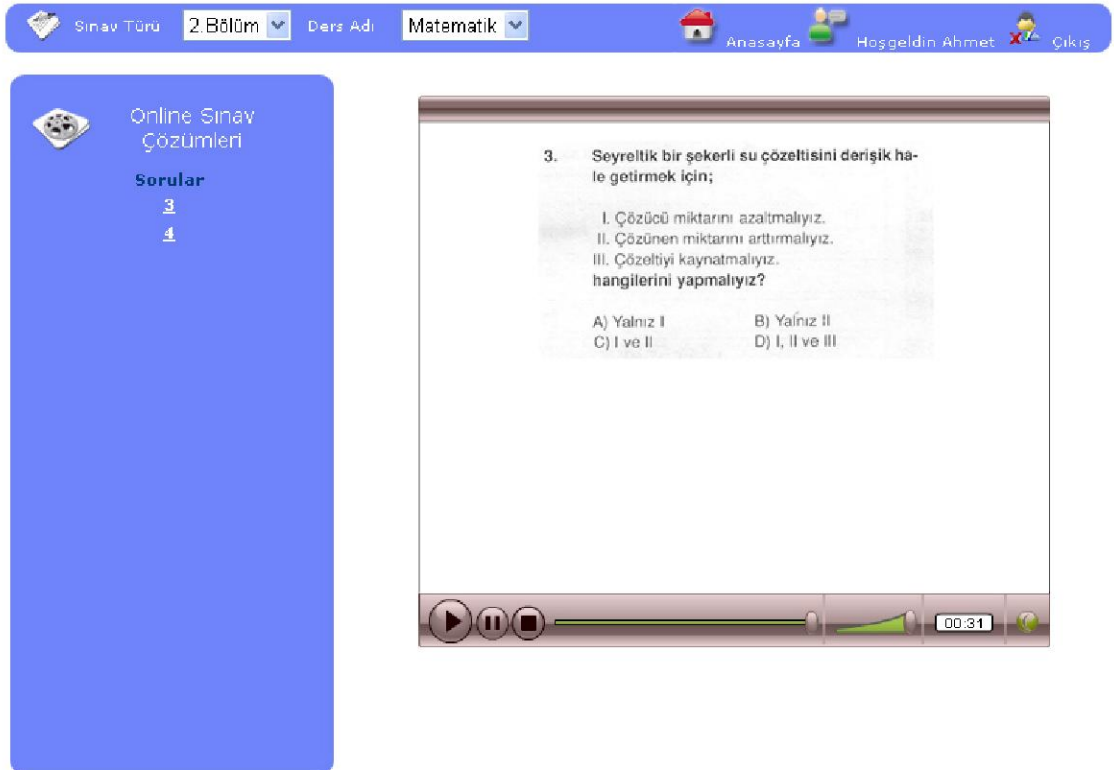 Sınav Türü 2.Bölüm Ders Adı Matematik Anasayfa Hoşgeldin Ahmet Çıkış
Online Sınav
Çözümleri
Sorular
3
4
3. Seyreltik bir şekerli su çözeltisini derişik ha-
le getirmek için;
I. Çözücü miktarını azaltmalıyız.
II. Çözünen miktarını arttırmalıyız.
III. Çözeltiyi kaynatmalıyız.
hangilerini yapmalıyız?
A) Yalnız I B) Yalnız II
C) I ve II D) I, II ve III
00:31